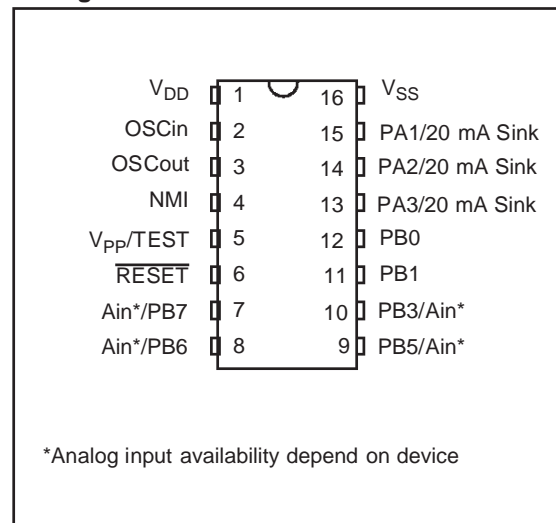 V_DD 1 16 V_SS
OSCin 2 15 PA1/20 mA Sink
OSCout 3 14 PA2/20 mA Sink
NMI 4 13 PA3/20 mA Sink
V_PP/TEST 5 12 PB0
RESET 6 11 PB1
Ain*/PB7 7 10 PB3/Ain*
Ain*/PB6 8 9 PB5/Ain*
*Analog input availability depend on device